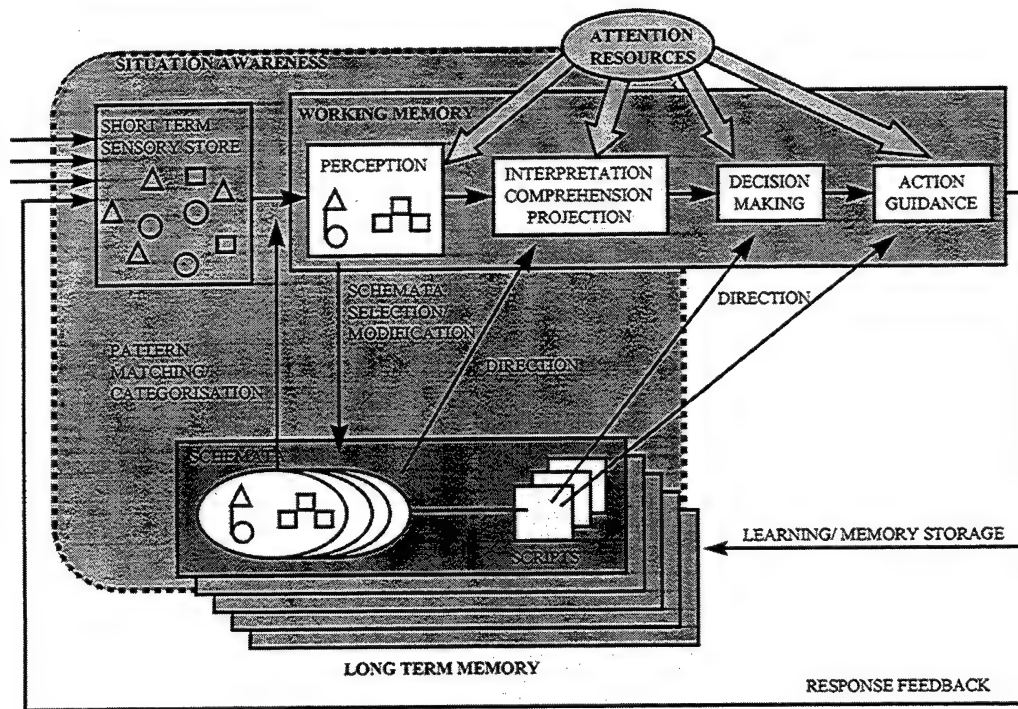 ATTENTION
RESOURCES
SITUATION AWARENESS
SHORT TERM
SENSORY STORE
WORKING MEMORY
PERCEPTION
INTERPRETATION
COMPREHENSION
PROJECTION
DECISION
MAKING
ACTION
GUIDANCE
SCHEMATA
SELECTION/
MODIFICATION
DIRECTION
PATTERN
MATCHING/
CATEGORISATION
DIRECTION
SCHEMATA
SCRIPTS
LEARNING/ MEMORY STORAGE
LONG TERM MEMORY
RESPONSE FEEDBACK